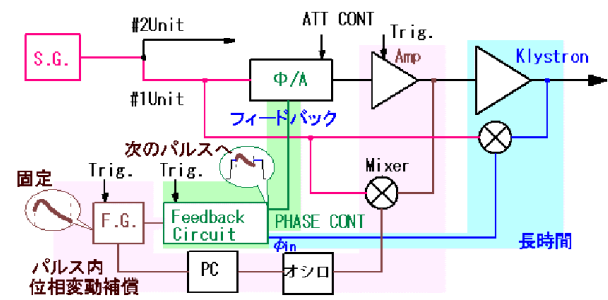 #2Unit
ATT CONT
Trig.
Amp
Klystron
S.G.
Φ/A
#1Unit
フィードバック
次のパルスへ
Mixer
固定
Trig.
Trig.
F.G.
Feedback
Circuit
PHASE CONT
Φin
長時間
パルス内
位相変動補償
PC
オシロ